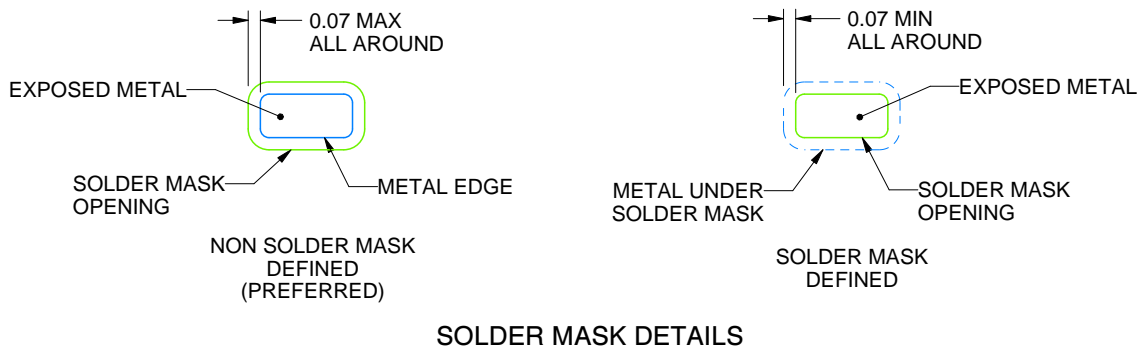 0.07 MAX
ALL AROUND
EXPOSED METAL
SOLDER MASK
OPENING
METAL EDGE
NON SOLDER MASK
DEFINED
(PREFERRED)
0.07 MIN
ALL AROUND
EXPOSED METAL
METAL UNDER
SOLDER MASK
SOLDER MASK
OPENING
SOLDER MASK
DEFINED
SOLDER MASK DETAILS